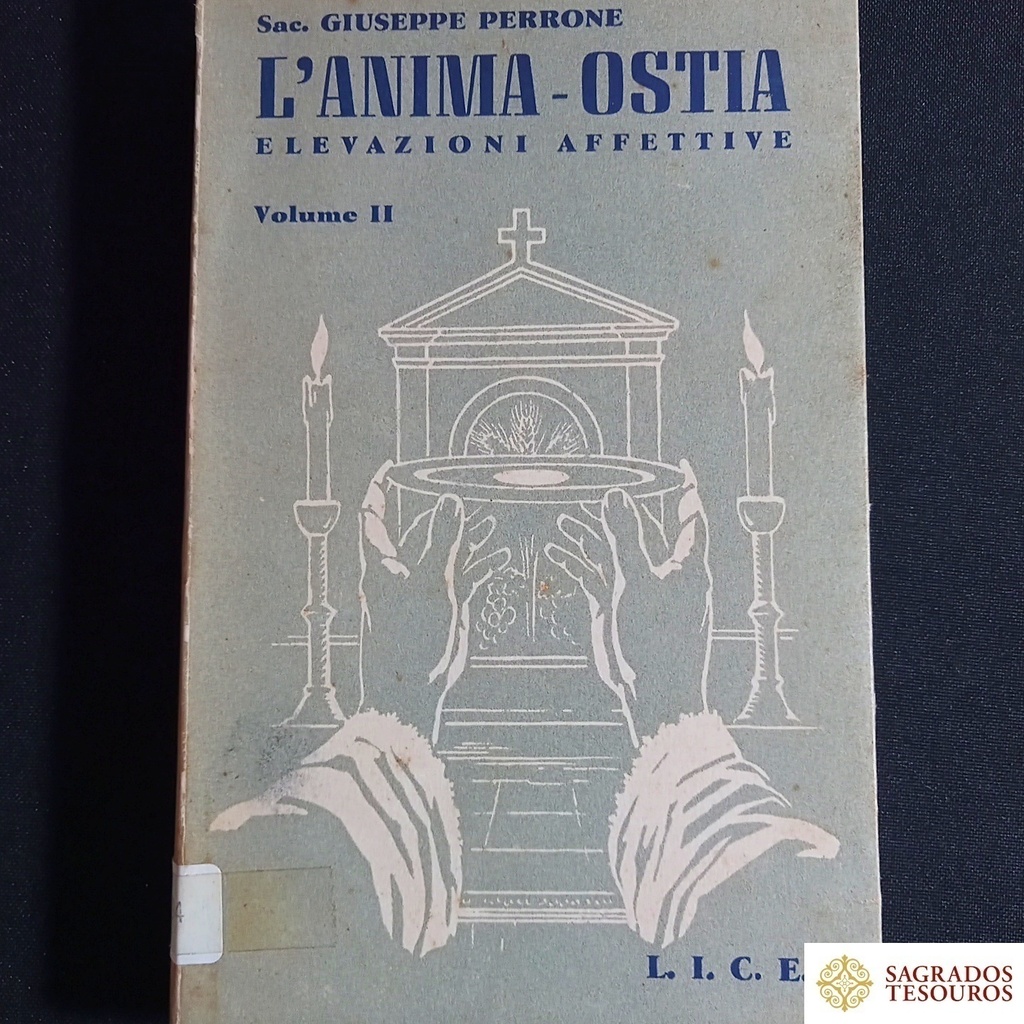 Sac. GIUSEPPE PERRONE
L'ANIMA - OSTIA
ELEVAZIONI AFFETTIVE
Volume II
L. I. C. E.
SAGRADOS
TESOUROS